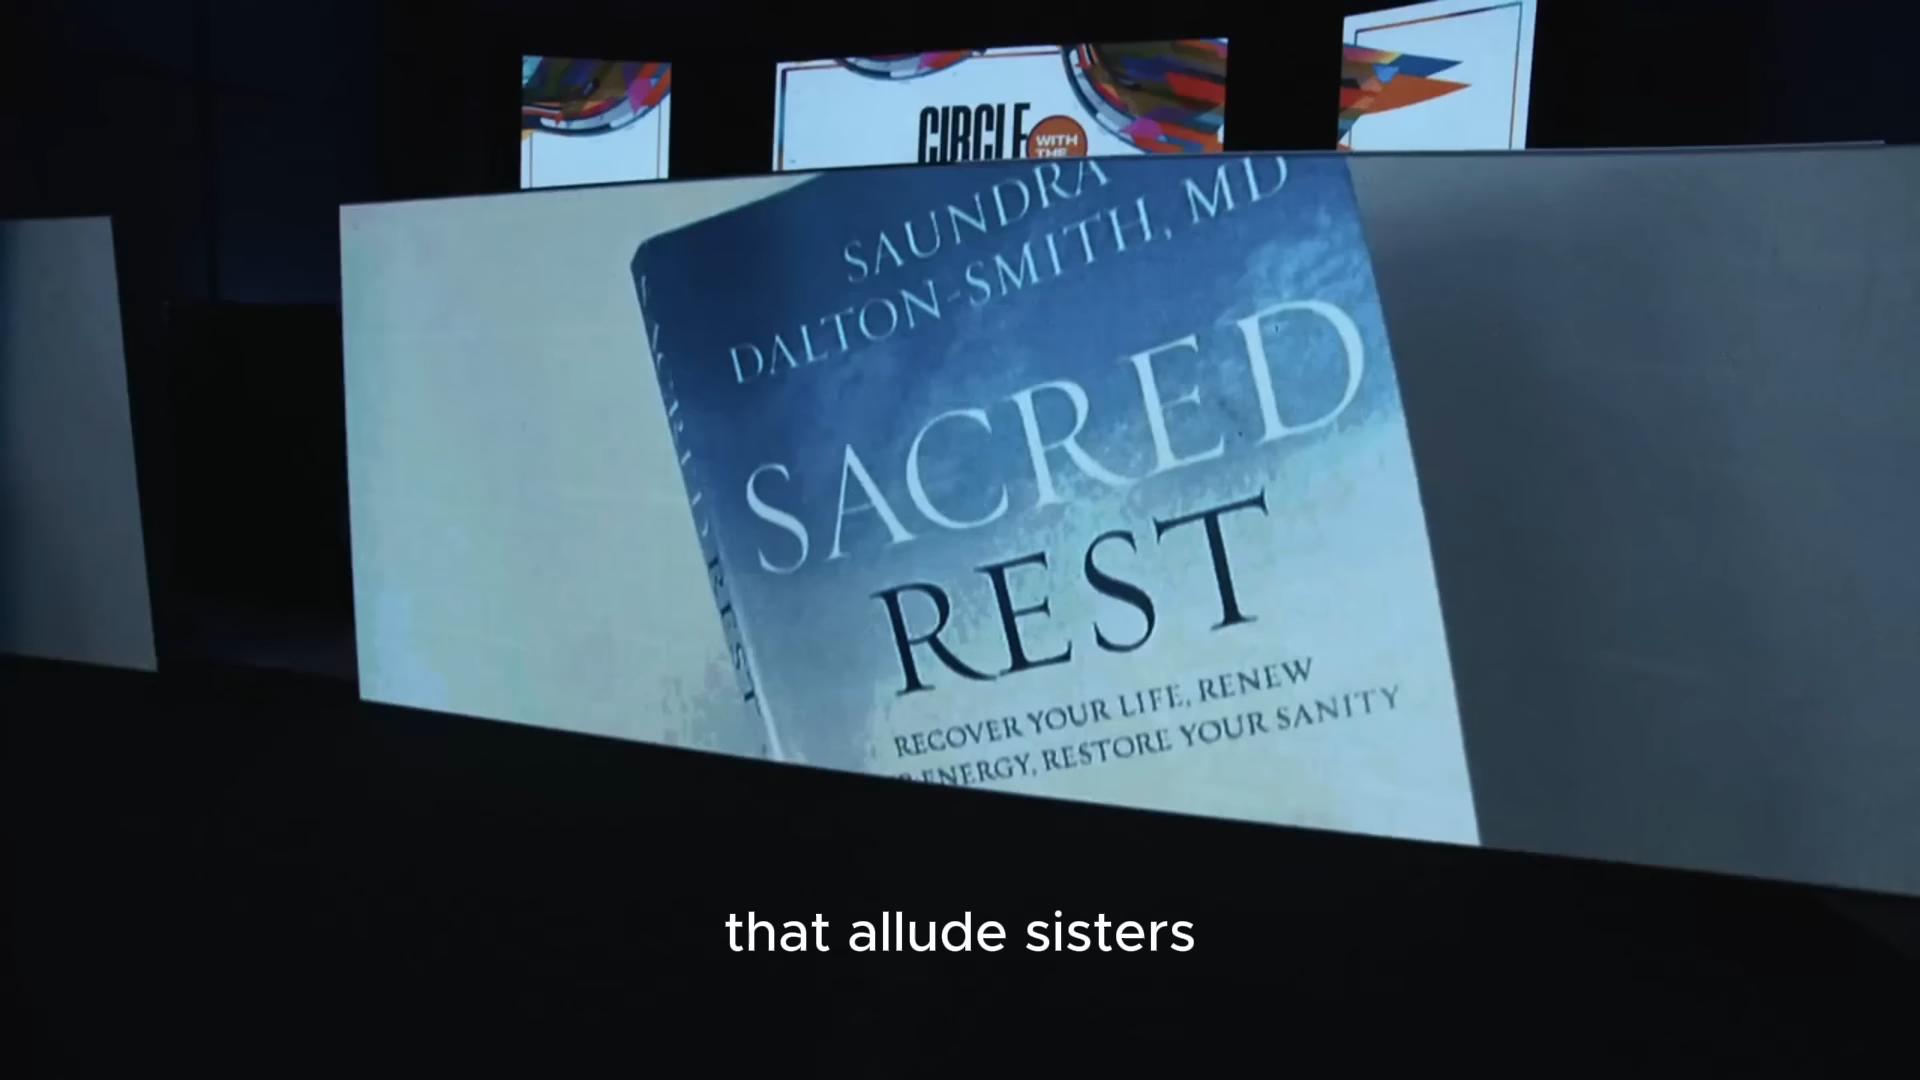 CIRCLE
WITH
THE
SAUNDRA
DALTON-SMITH, MD
SACRED
REST
RECOVER YOUR LIFE, RENEW
ENERGY, RESTORE YOUR SANITY
that allude sisters